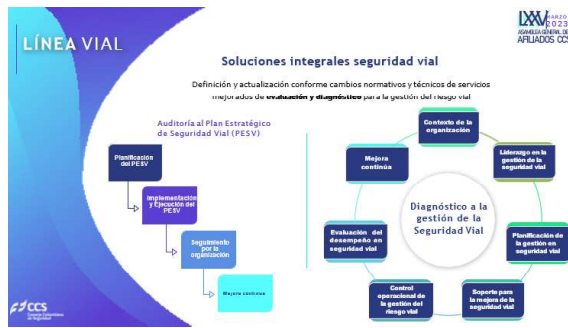 LÍNEA VIAL
LXXV MARZO
2023
ASAMBLEA GENERAL DE
AFILIADOS CCS
Soluciones integrales seguridad vial
Definición y actualización conforme cambios normativos y técnicos de servicios
mejorados de evaluación y diagnóstico para la gestión del riesgo vial
Auditoría al Plan Estratégico
de Seguridad Vial (PESV)
Planificación
del PESV
Implementación
y Ejecución del
PESV
Seguimiento
por la
organización
Mejora continua
Contexto de la
organización
Liderazgo en la
gestión de la
seguridad vial
Planificación de
la gestión en
seguridad vial
Soporte para
la mejora de la
seguridad vial
Control
operacional de
la gestión del
riesgo vial
Evaluación del
desempeño en
seguridad vial
Mejora
continúa
Diagnóstico a la
gestión de la
Seguridad Vial
CCS
Consejo Colombiano
de Seguridad